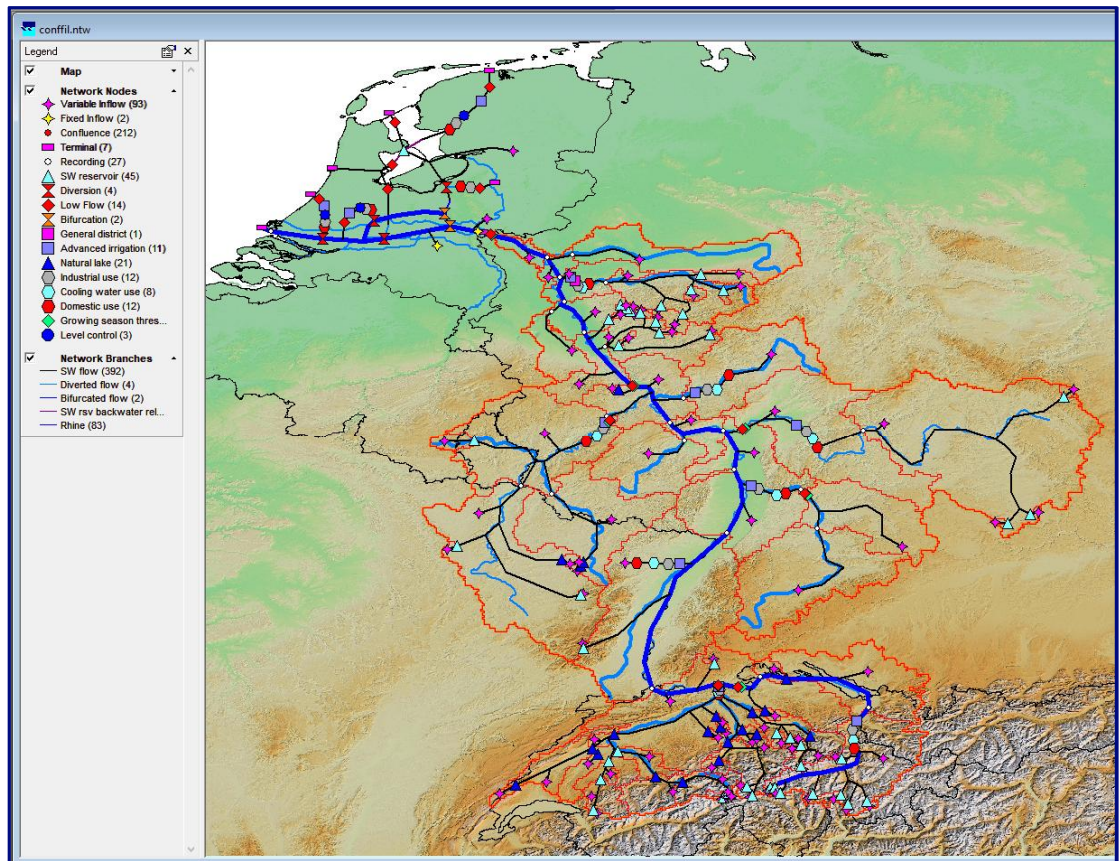 conffil.ntw
Legend
Map
Network Nodes
Variable Inflow (93)
Fixed Inflow (2)
Confluence (212)
Terminal (7)
Recording (27)
SW reservoir (45)
Diversion (4)
Low Flow (14)
Bifurcation (2)
General district (1)
Advanced irrigation (11)
Natural lake (21)
Industrial use (12)
Cooling water use (8)
Domestic use (12)
Growing season thres...
Level control (3)
Network Branches
SW flow (392)
Diverted flow (4)
Bifurcated flow (2)
SW rsv backwater rel...
Rhine (83)